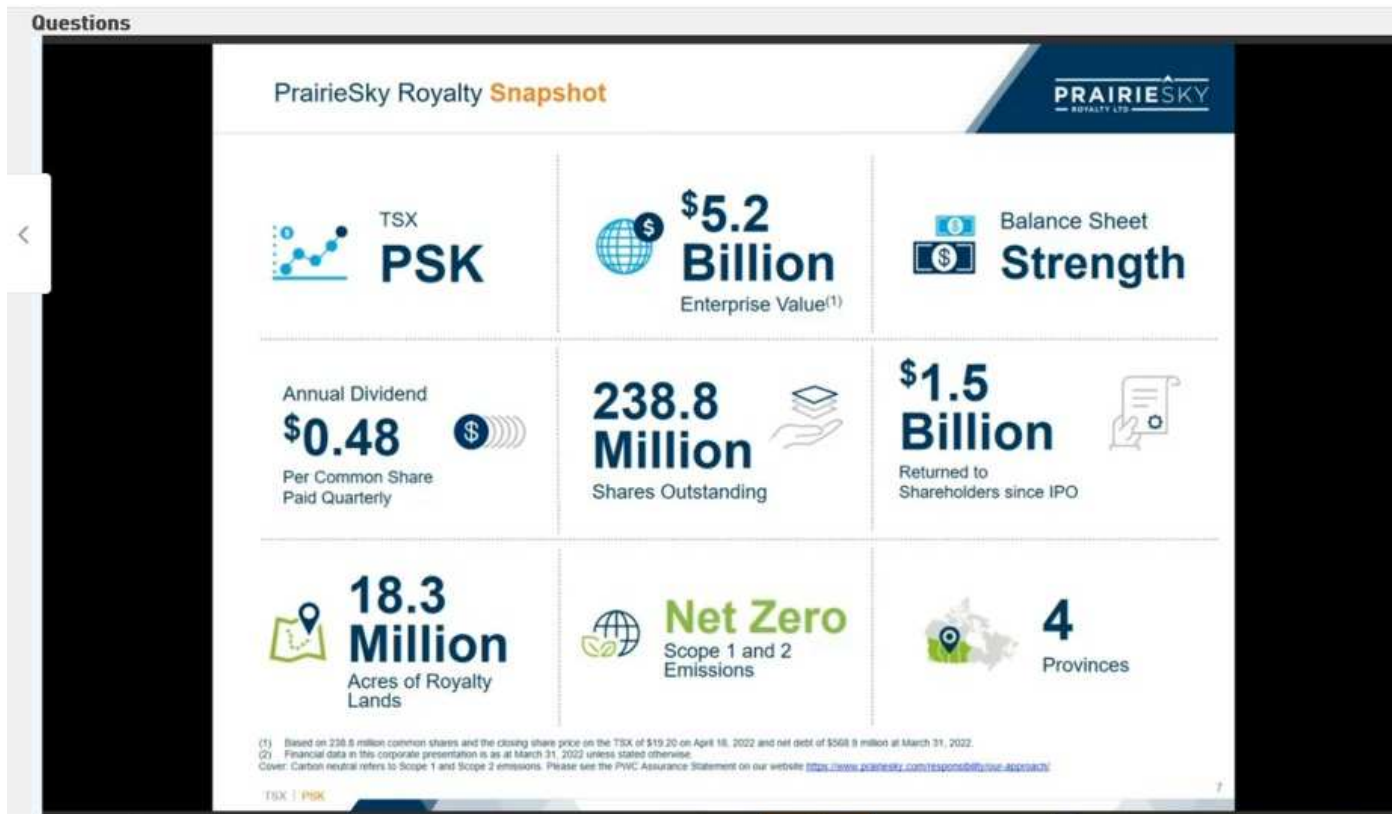 Questions
PrairieSky Royalty Snapshot
PRAIRIESKY
ROYALTY LTD
TSX
PSK
$5.2
Billion
Enterprise Value(1)
Balance Sheet
Strength
Annual Dividend
$0.48
Per Common Share
Paid Quarterly
238.8
Million
Shares Outstanding
$1.5
Billion
Returned to
Shareholders since IPO
18.3
Million
Acres of Royalty
Lands
Net Zero
Scope 1 and 2
Emissions
4
Provinces
(1) Based on 238.8 million common shares and the closing share price on the TSX of $19.20 on April 18, 2022 and net debt of $568.9 million at March 31, 2022.
(2) Financial data in this corporate presentation is as at March 31, 2022 unless stated otherwise.
Cover: Carbon neutral refers to Scope 1 and Scope 2 emissions. Please see the PWC Assurance Statement on our website https://www.prairiesky.com/responsibility/our-approach/
TSX | PSK
7